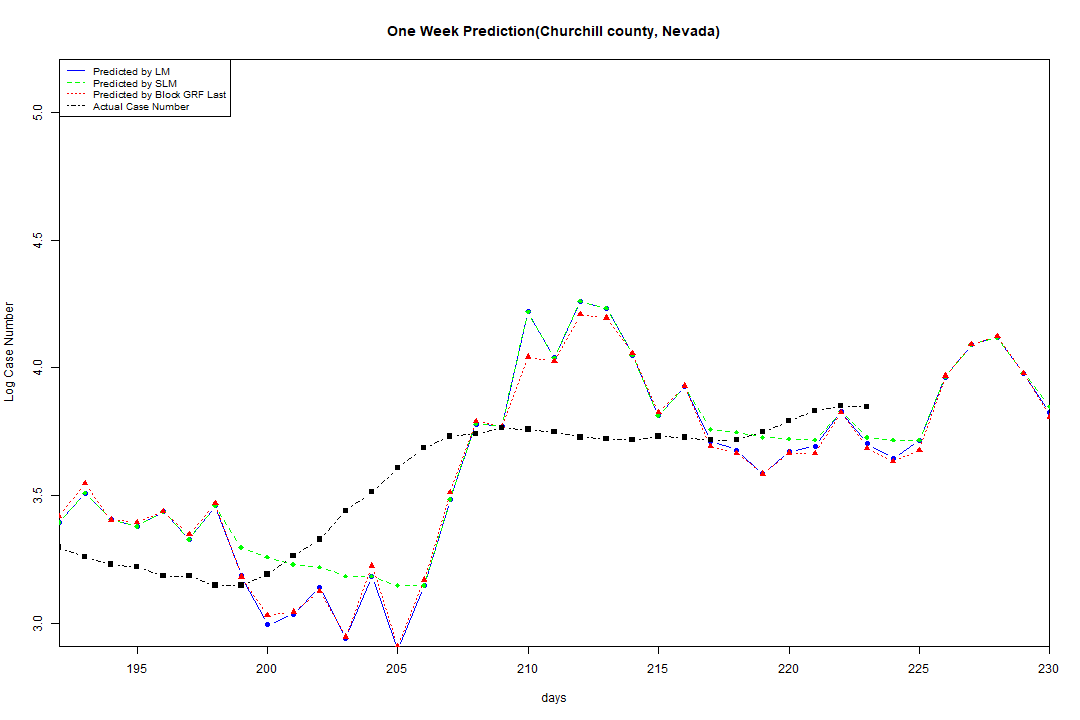 One Week Prediction(Churchill county, Nevada)
Predicted by LM
Predicted by SLM
Predicted by Block GRF Last
Actual Case Number
5.0
4.5
4.0
3.5
3.0
Log Case Number
195 200 205 210 215 220 225 230
days